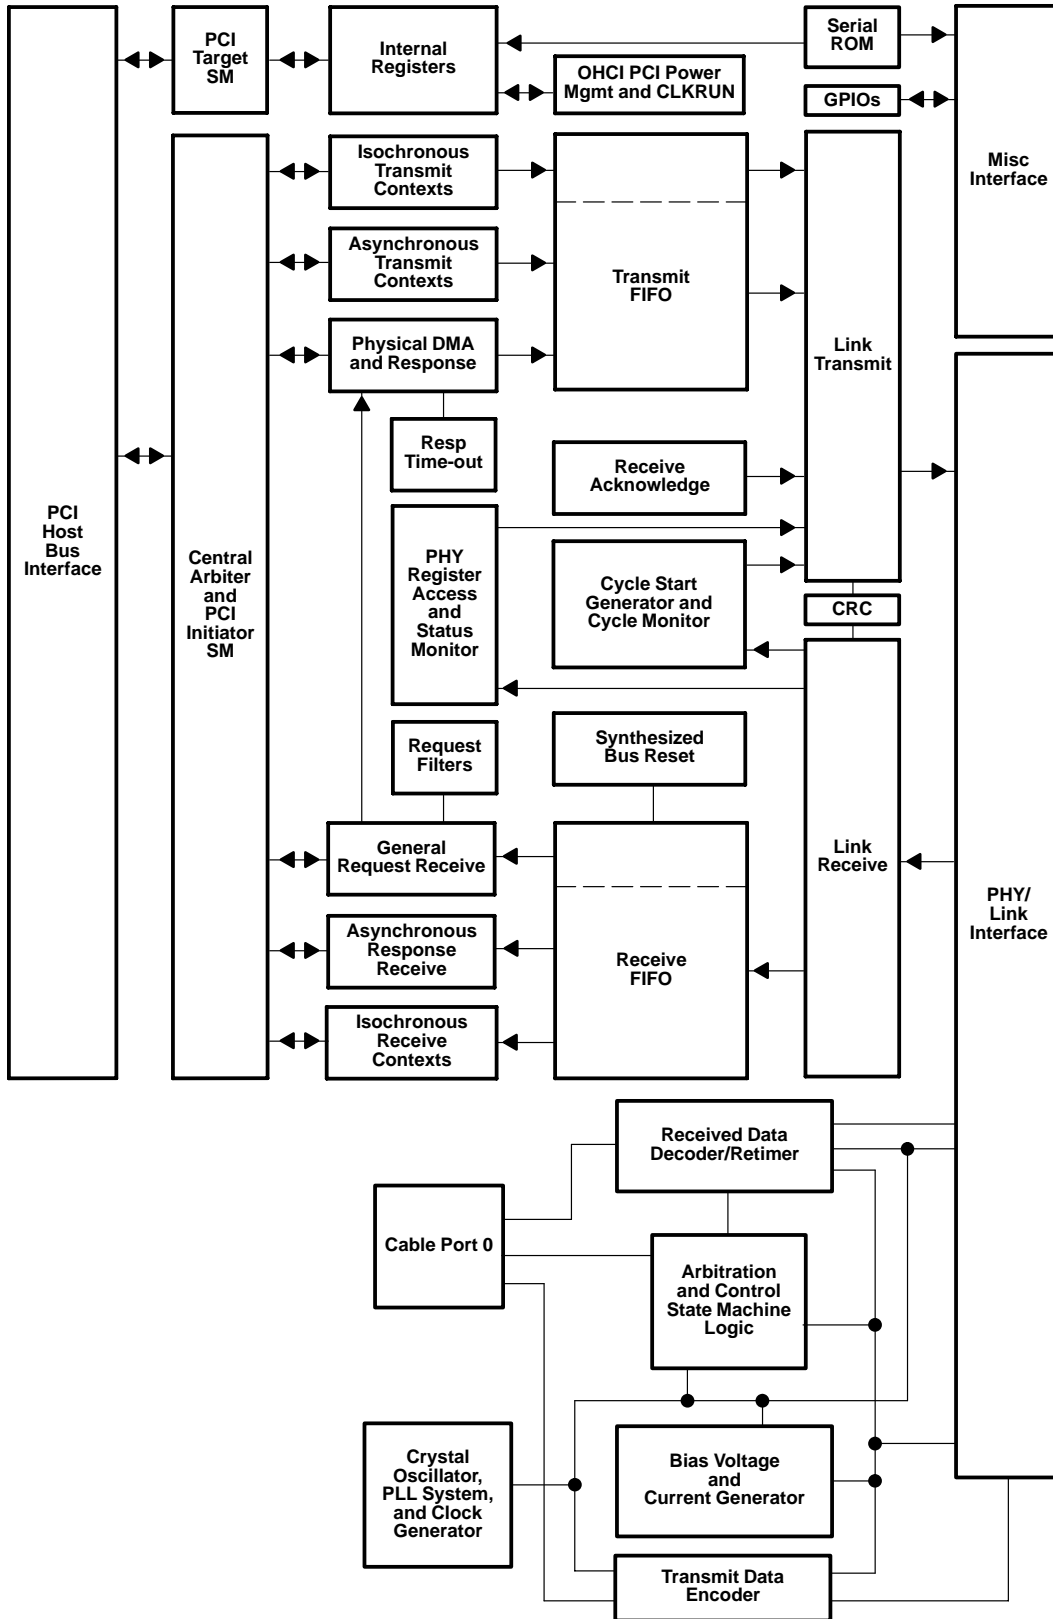 PCI
Host
Bus
Interface
PCI
Target
SM
Internal
Registers
OHCI PCI Power
Mgmt and CLKRUN
Serial
ROM
GPIOs
Misc
Interface
Central
Arbiter
and
PCI
Initiator
SM
Isochronous
Transmit
Contexts
Asynchronous
Transmit
Contexts
Physical DMA
and Response
Resp
Time-out
Transmit
FIFO
Link
Transmit
Receive
Acknowledge
PHY
Register
Access
and
Status
Monitor
Cycle Start
Generator and
Cycle Monitor
CRC
Request
Filters
Synthesized
Bus Reset
General
Request Receive
Asynchronous
Response
Receive
Isochronous
Receive
Contexts
Receive
FIFO
Link
Receive
PHY/
Link
Interface
Received Data
Decoder/Retimer
Cable Port 0
Arbitration
and Control
State Machine
Logic
Crystal
Oscillator,
PLL System,
and Clock
Generator
Bias Voltage
and
Current Generator
Transmit Data
Encoder